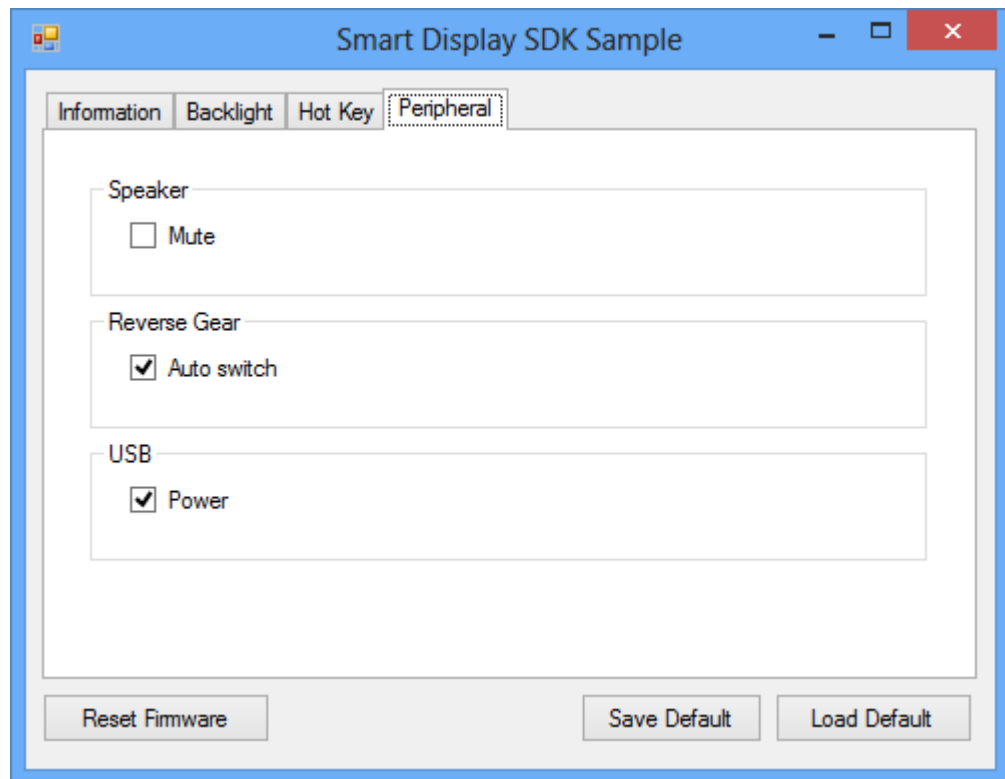 Smart Display SDK Sample
Information Backlight Hot Key Peripheral
Speaker
Mute
Reverse Gear
Auto switch
USB
Power
Reset Firmware Save Default Load Default